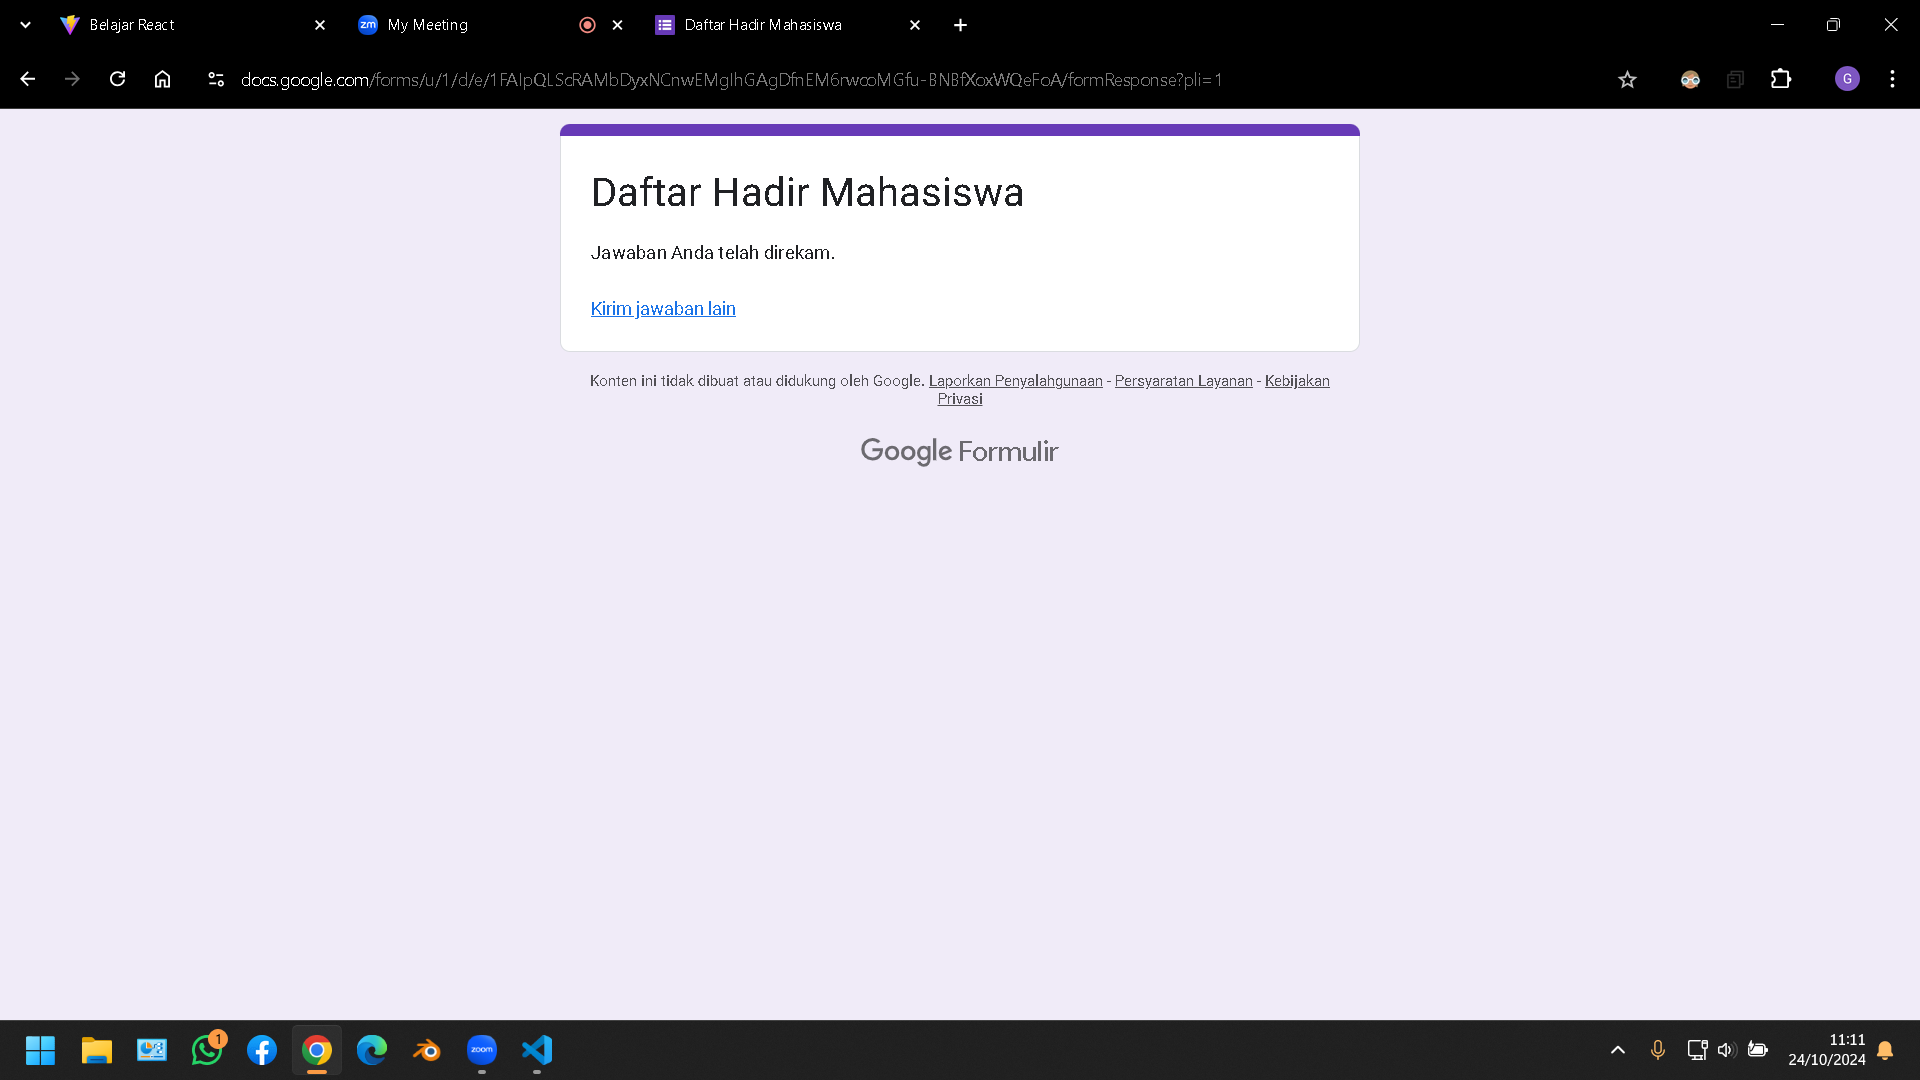 Belajar React
zm My Meeting
Daftar Hadir Mahasiswa
docs.google.com/forms/u/1/d/e/1FAIpQLScRAMbDyxNCnwEMgIhGAgDfnEM6rwcoMGfu-BNBfXoxWQeFoA/formResponse?pli=1
G
Daftar Hadir Mahasiswa
Jawaban Anda telah direkam.
Kirim jawaban lain
Konten ini tidak dibuat atau didukung oleh Google. Laporkan Penyalahgunaan - Persyaratan Layanan - Kebijakan
Privasi
Google Formulir
1
zoom
11:11
24/10/2024